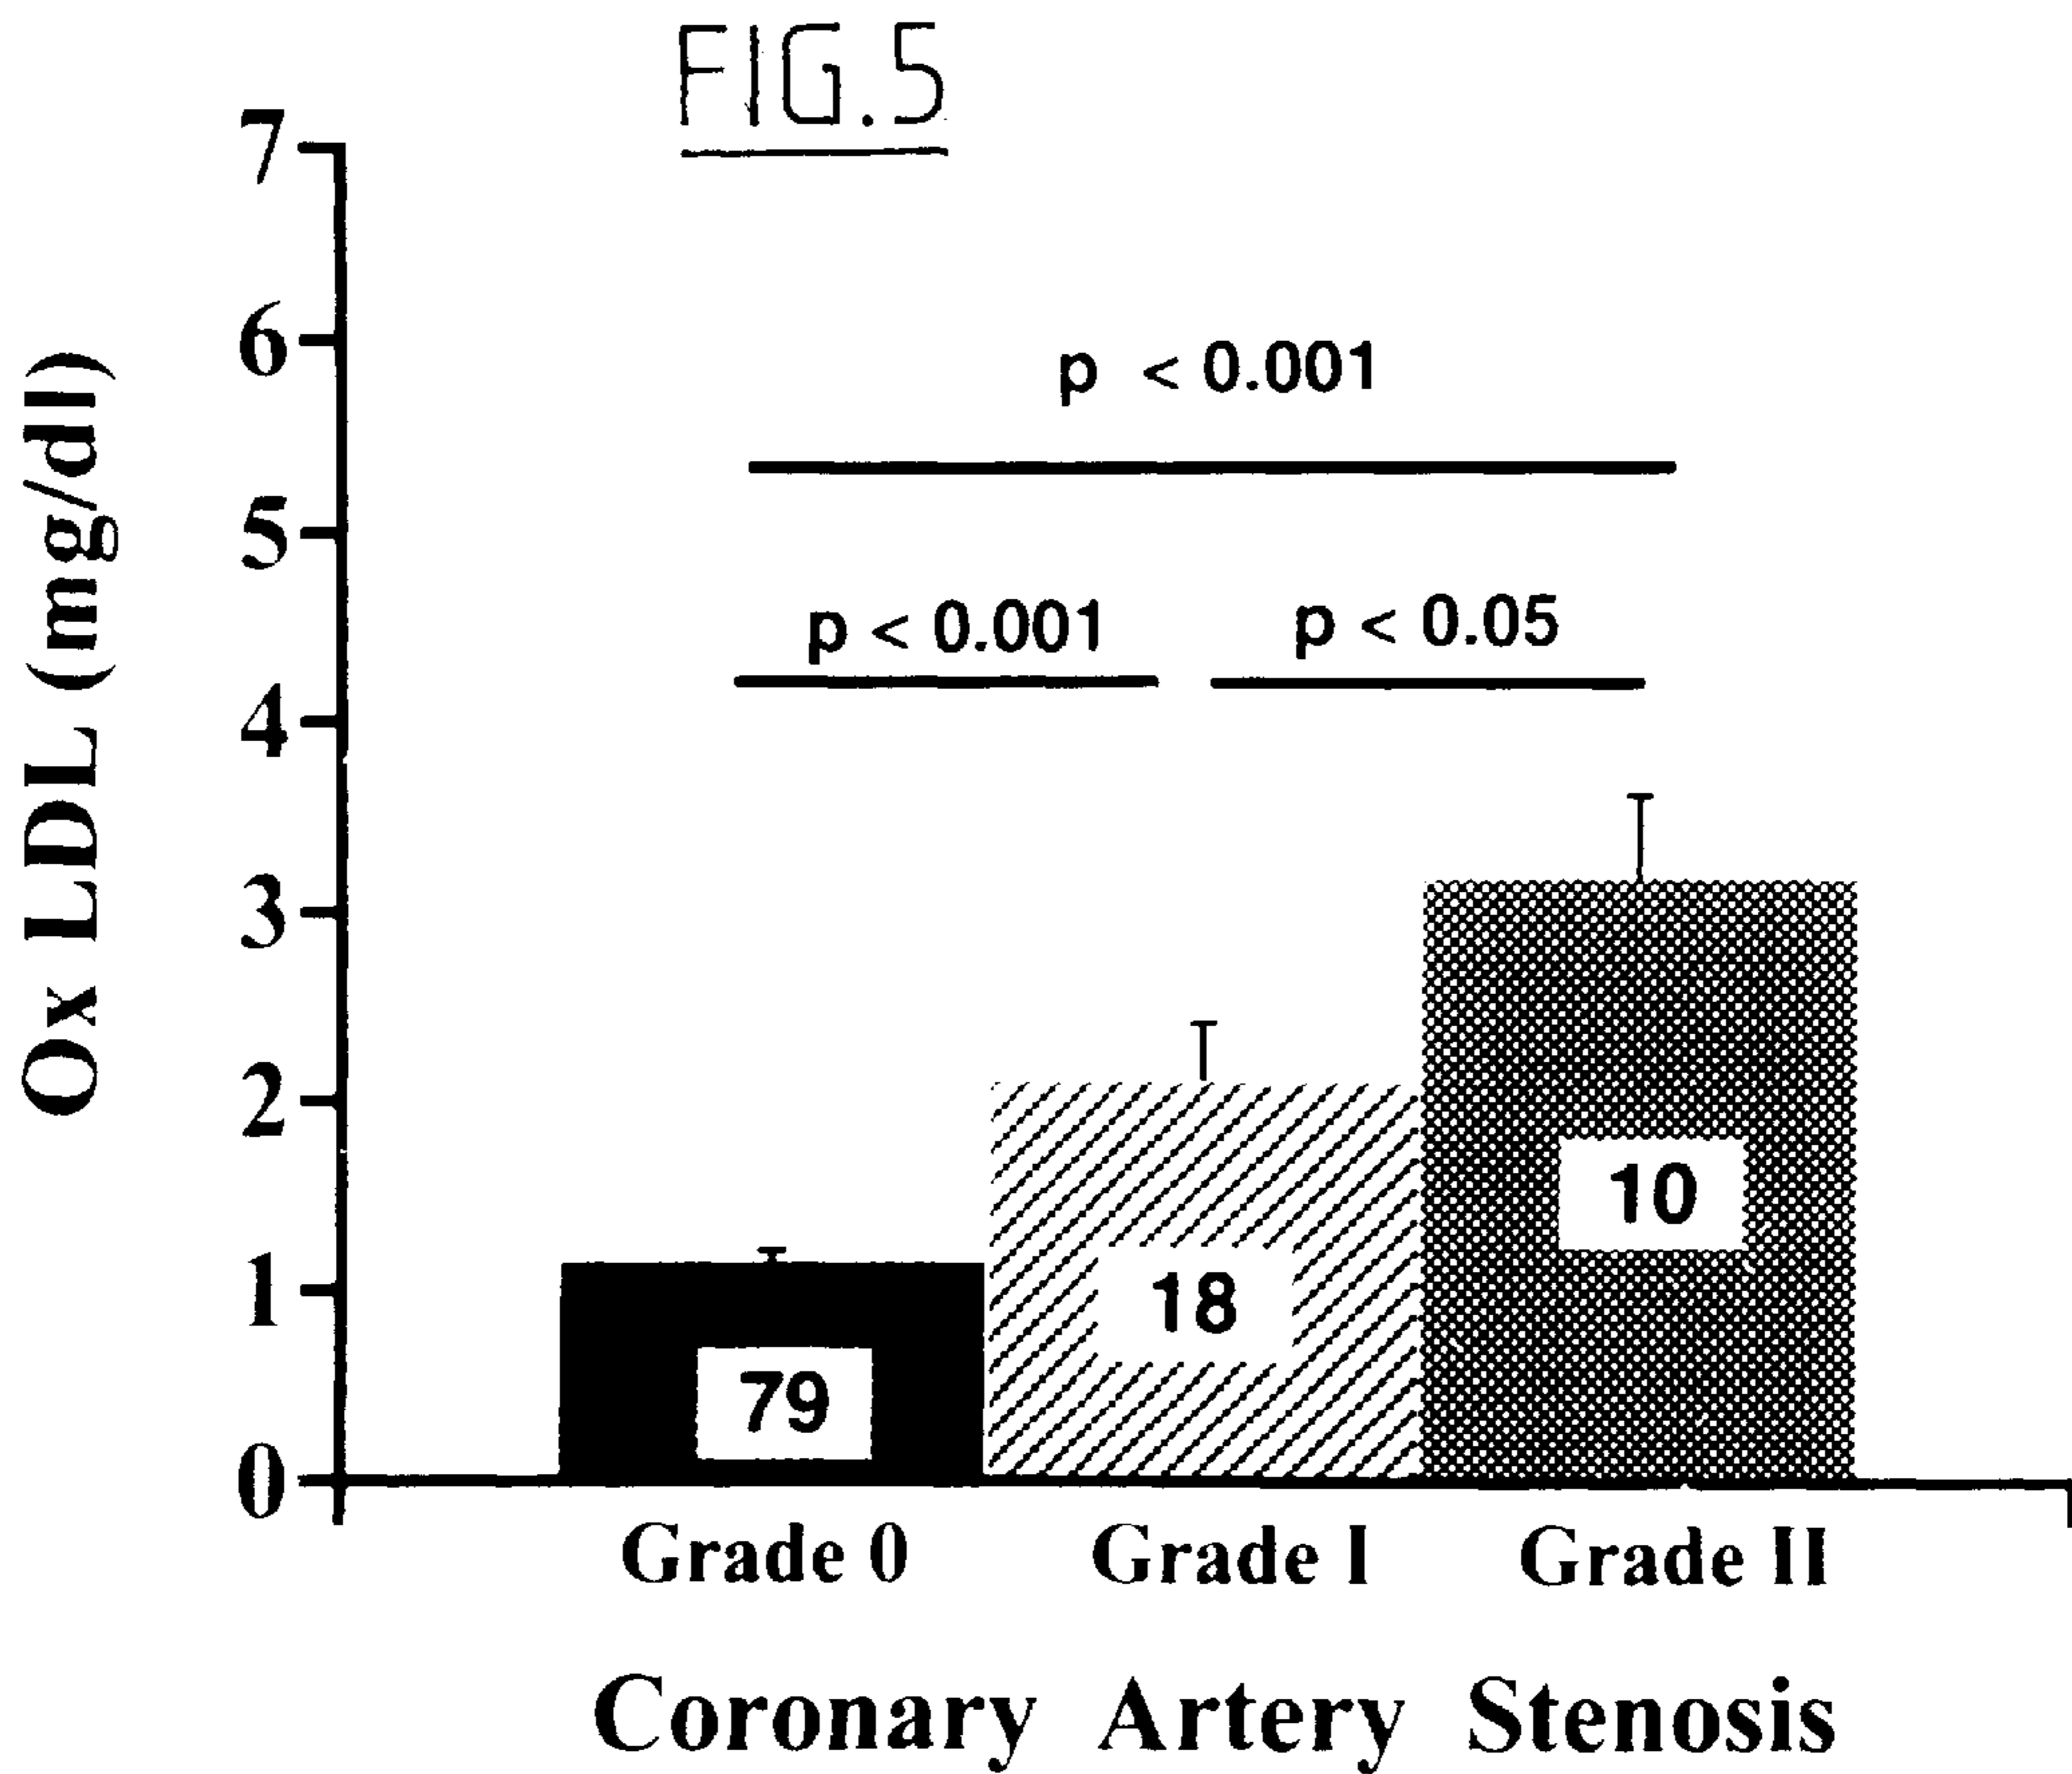 FIG.5
7
6
5
4
3
2
1
0
Ox LDL (mg/dl)
p < 0.001
p < 0.001
p < 0.05
79
18
10
Grade 0
Grade I
Grade II
Coronary Artery Stenosis